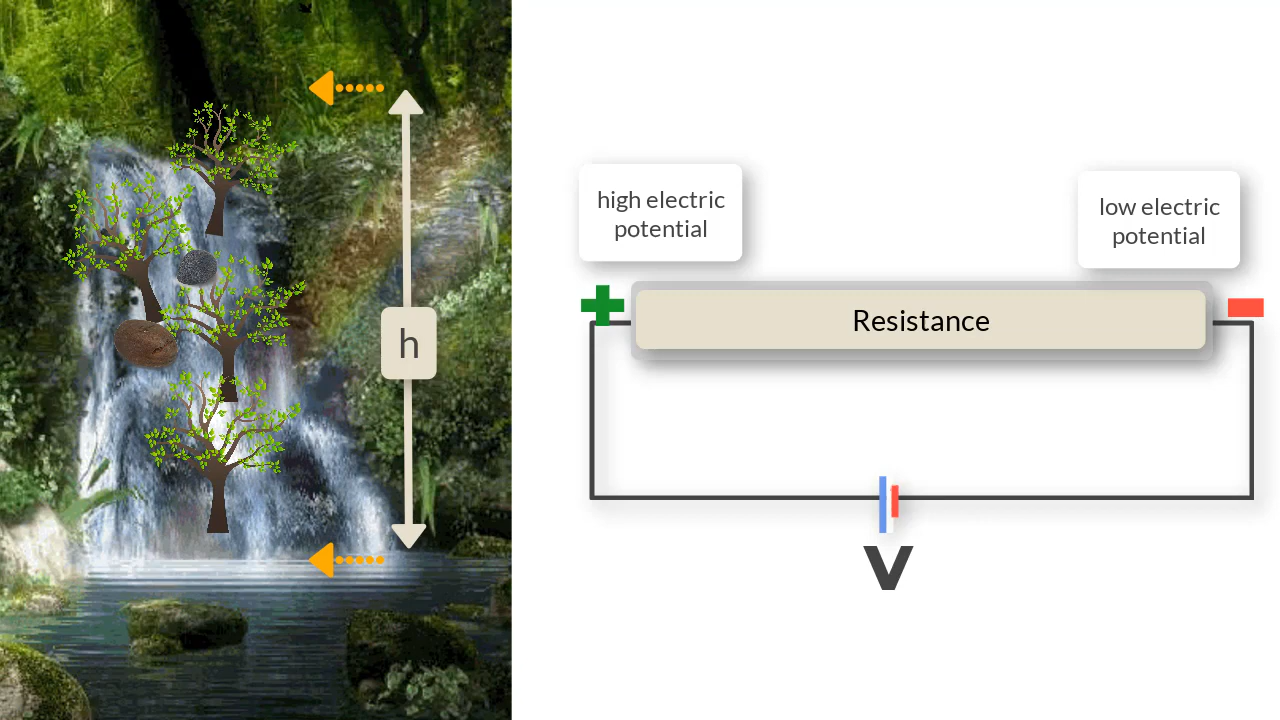 h
high electric
potential
low electric
potential
Resistance
V